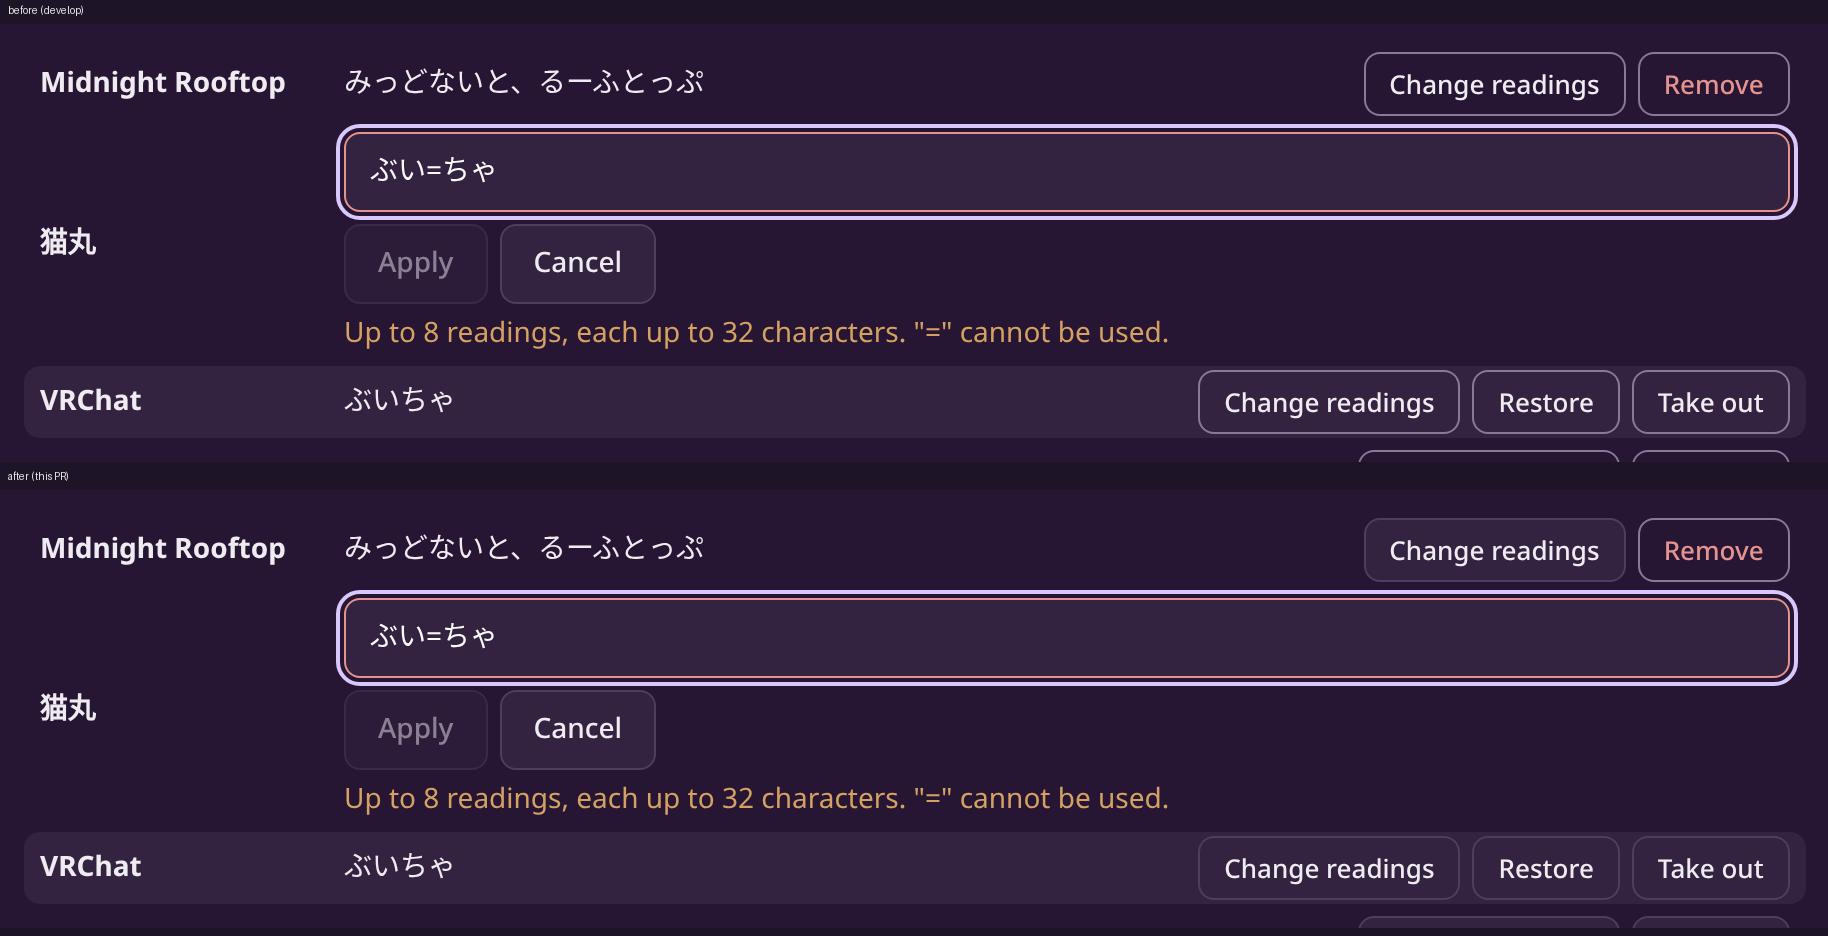 before (develop)
Midnight Rooftop みっどないと、るーふとっぷ Change readings Remove
ぶい=ちゃ
猫丸 Apply Cancel
Up to 8 readings, each up to 32 characters. "=" cannot be used.
VRChat ぶいちゃ Change readings Restore Take out
after (this PR)
Midnight Rooftop みっどないと、るーふとっぷ Change readings Remove
ぶい=ちゃ
猫丸 Apply Cancel
Up to 8 readings, each up to 32 characters. "=" cannot be used.
VRChat ぶいちゃ Change readings Restore Take out